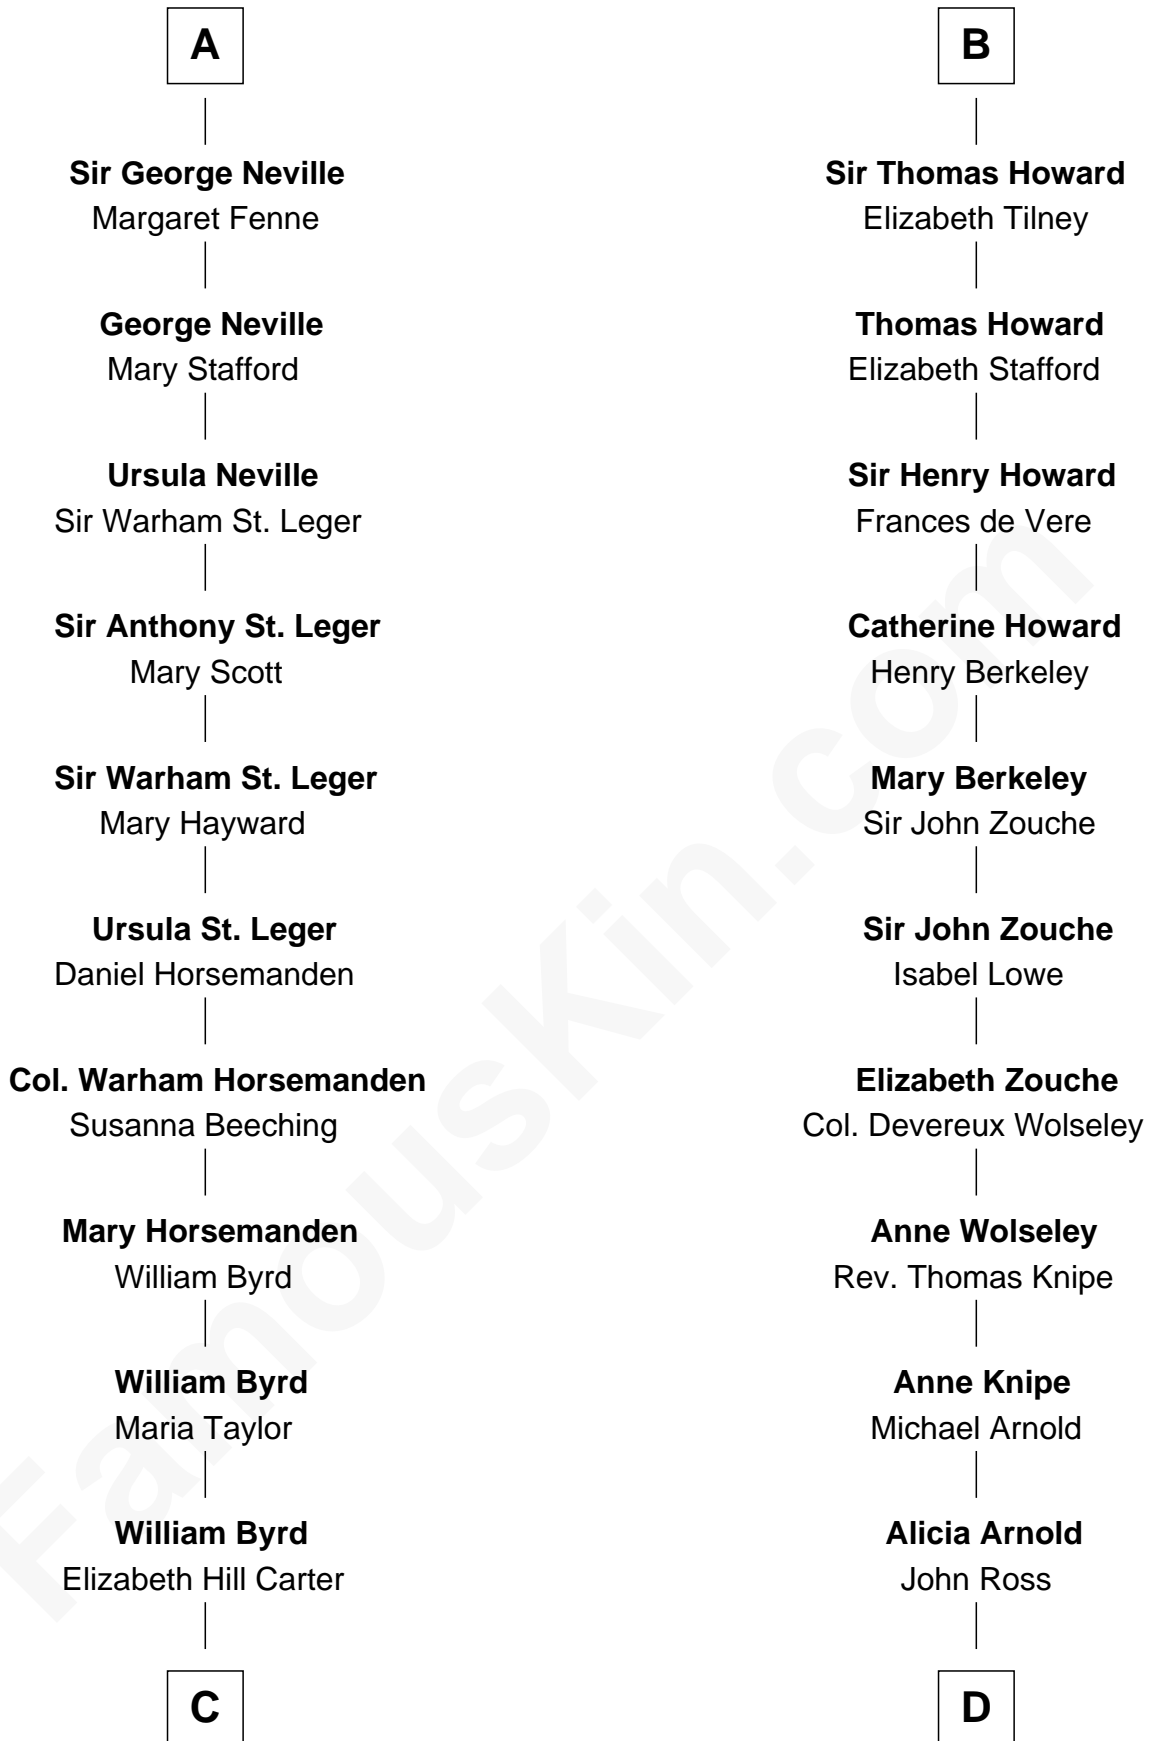 A
Sir George Neville
Margaret Fenne
George Neville
Mary Stafford
Ursula Neville
Sir Warham St. Leger
Sir Anthony St. Leger
Mary Scott
Sir Warham St. Leger
Mary Hayward
Ursula St. Leger
Daniel Horsemanden
Col. Warham Horsemanden
Susanna Beeching
Mary Horsemanden
William Byrd
William Byrd
Maria Taylor
William Byrd
Elizabeth Hill Carter
C
B
Sir Thomas Howard
Elizabeth Tilney
Thomas Howard
Elizabeth Stafford
Sir Henry Howard
Frances de Vere
Catherine Howard
Henry Berkeley
Mary Berkeley
Sir John Zouche
Sir John Zouche
Isabel Lowe
Elizabeth Zouche
Col. Devereux Wolseley
Anne Wolseley
Rev. Thomas Knipe
Anne Knipe
Michael Arnold
Alicia Arnold
John Ross
D
FamousKin.com